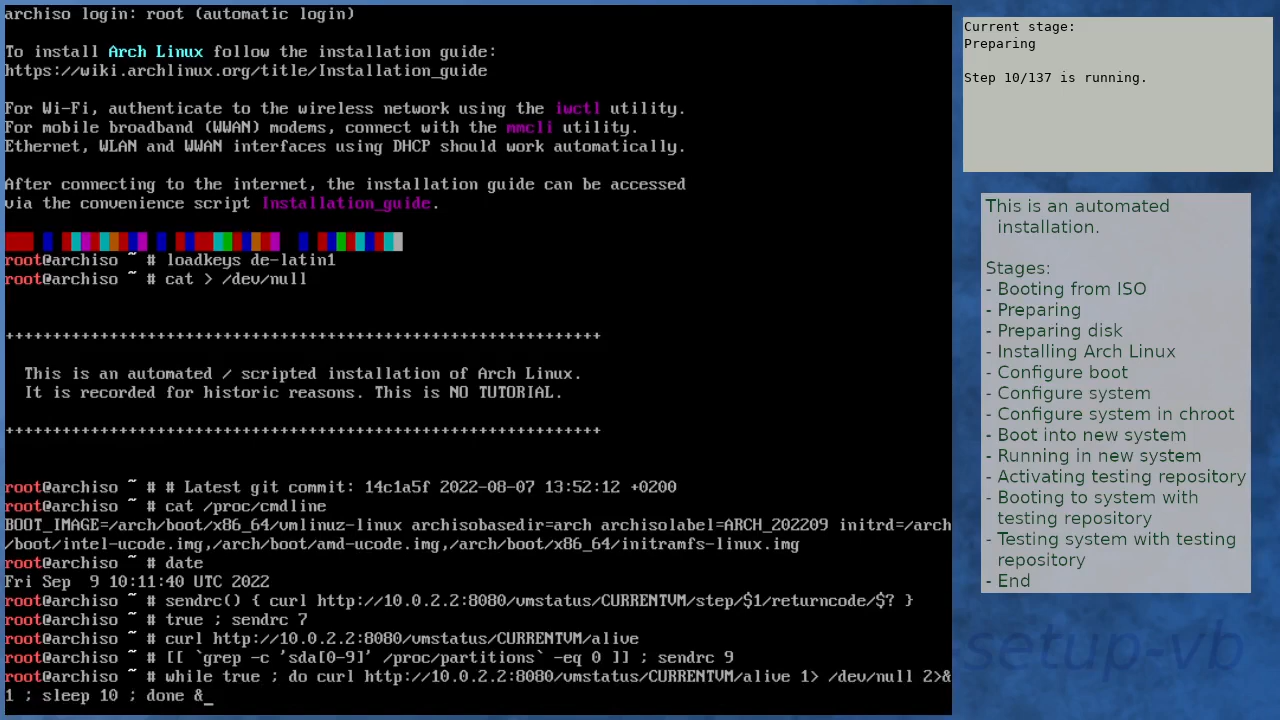 archiso login: root (automatic login)
To install Arch Linux follow the installation guide:
https://wiki.archlinux.org/title/Installation_guide
For Wi-Fi, authenticate to the wireless network using the iwctl utility.
For mobile broadband (WWAN) modems, connect with the mmcli utility.
Ethernet, WLAN and WWAN interfaces using DHCP should work automatically.
After connecting to the internet, the installation guide can be accessed
via the convenience script Installation_guide.
root@archiso ~ # loadkeys de-latin1
root@archiso ~ # cat > /dev/null
+++++++++++++++++++++++++++++++++++++++++++++++++++++++++++++++
This is an automated / scripted installation of Arch Linux.
It is recorded for historic reasons. This is NO TUTORIAL.
+++++++++++++++++++++++++++++++++++++++++++++++++++++++++++++++
root@archiso ~ # # Latest git commit: 14c1a5f 2022-08-07 13:52:12 +0200
root@archiso ~ # cat /proc/cmdline
BOOT_IMAGE=/arch/boot/x86_64/vmlinuz-linux archisobasedir=arch archisolabel=ARCH_202209 initrd=/arch
/boot/intel-ucode.img,/arch/boot/amd-ucode.img,/arch/boot/x86_64/initramfs-linux.img
root@archiso ~ # date
Fri Sep  9 10:11:40 UTC 2022
root@archiso ~ # sendrc() { curl http://10.0.2.2:8080/vmstatus/CURRENTVM/step/$1/returncode/$? }
root@archiso ~ # true ; sendrc 7
root@archiso ~ # curl http://10.0.2.2:8080/vmstatus/CURRENTVM/alive
root@archiso ~ # [[ `grep -c 'sda[0-9]' /proc/partitions` -eq 0 ]] ; sendrc 9
root@archiso ~ # while true ; do curl http://10.0.2.2:8080/vmstatus/CURRENTVM/alive 1> /dev/null 2>&
1 ; sleep 10 ; done &_
Current stage:
Preparing
Step 10/137 is running.
This is an automated
installation.
Stages:
- Booting from ISO
- Preparing
- Preparing disk
- Installing Arch Linux
- Configure boot
- Configure system
- Configure system in chroot
- Boot into new system
- Running in new system
- Activating testing repository
- Booting to system with
testing repository
- Testing system with testing
repository
- End
setup-vb